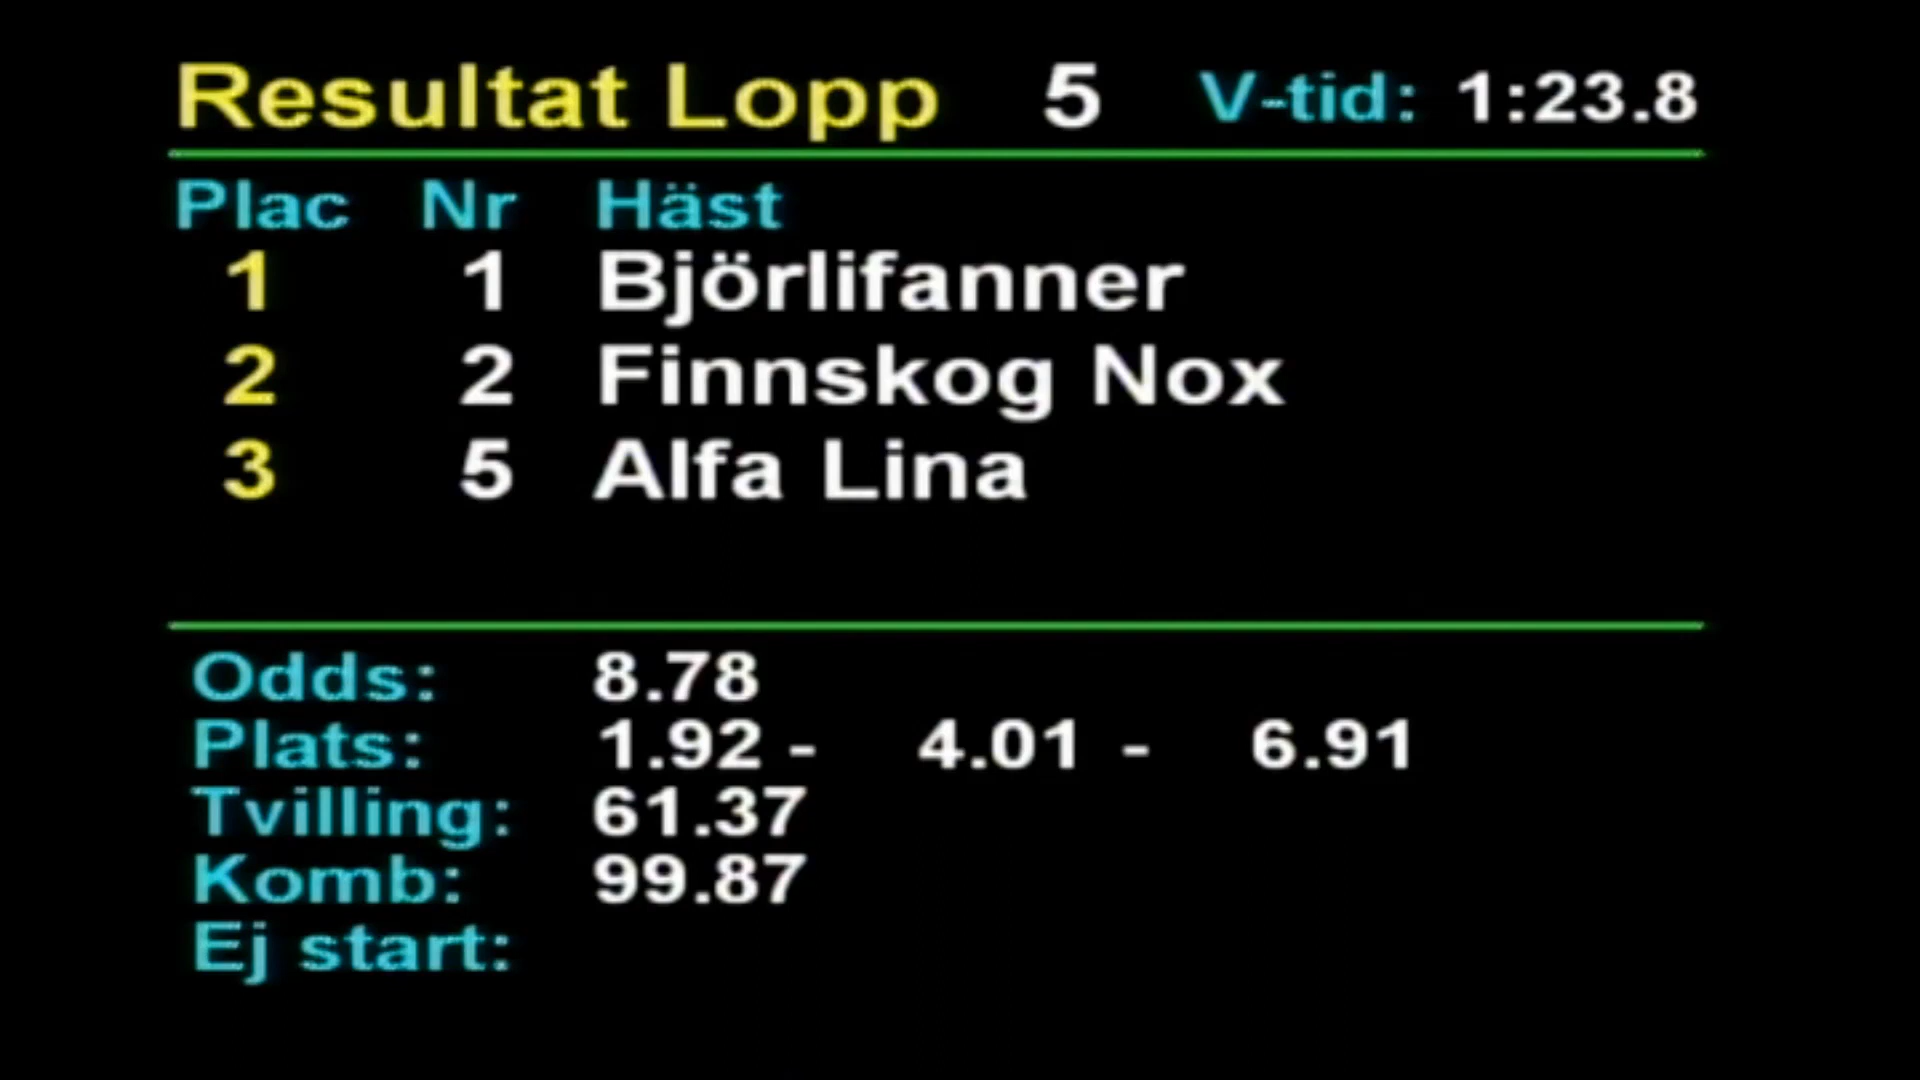 Resultat Lopp 5 V-tid: 1:23.8
Plac Nr Häst
1 1 Björlifanner
2 2 Finnskog Nox
3 5 Alfa Lina
Odds: 8.78
Plats: 1.92 - 4.01 - 6.91
Tvilling: 61.37
Komb: 99.87
Ej start: